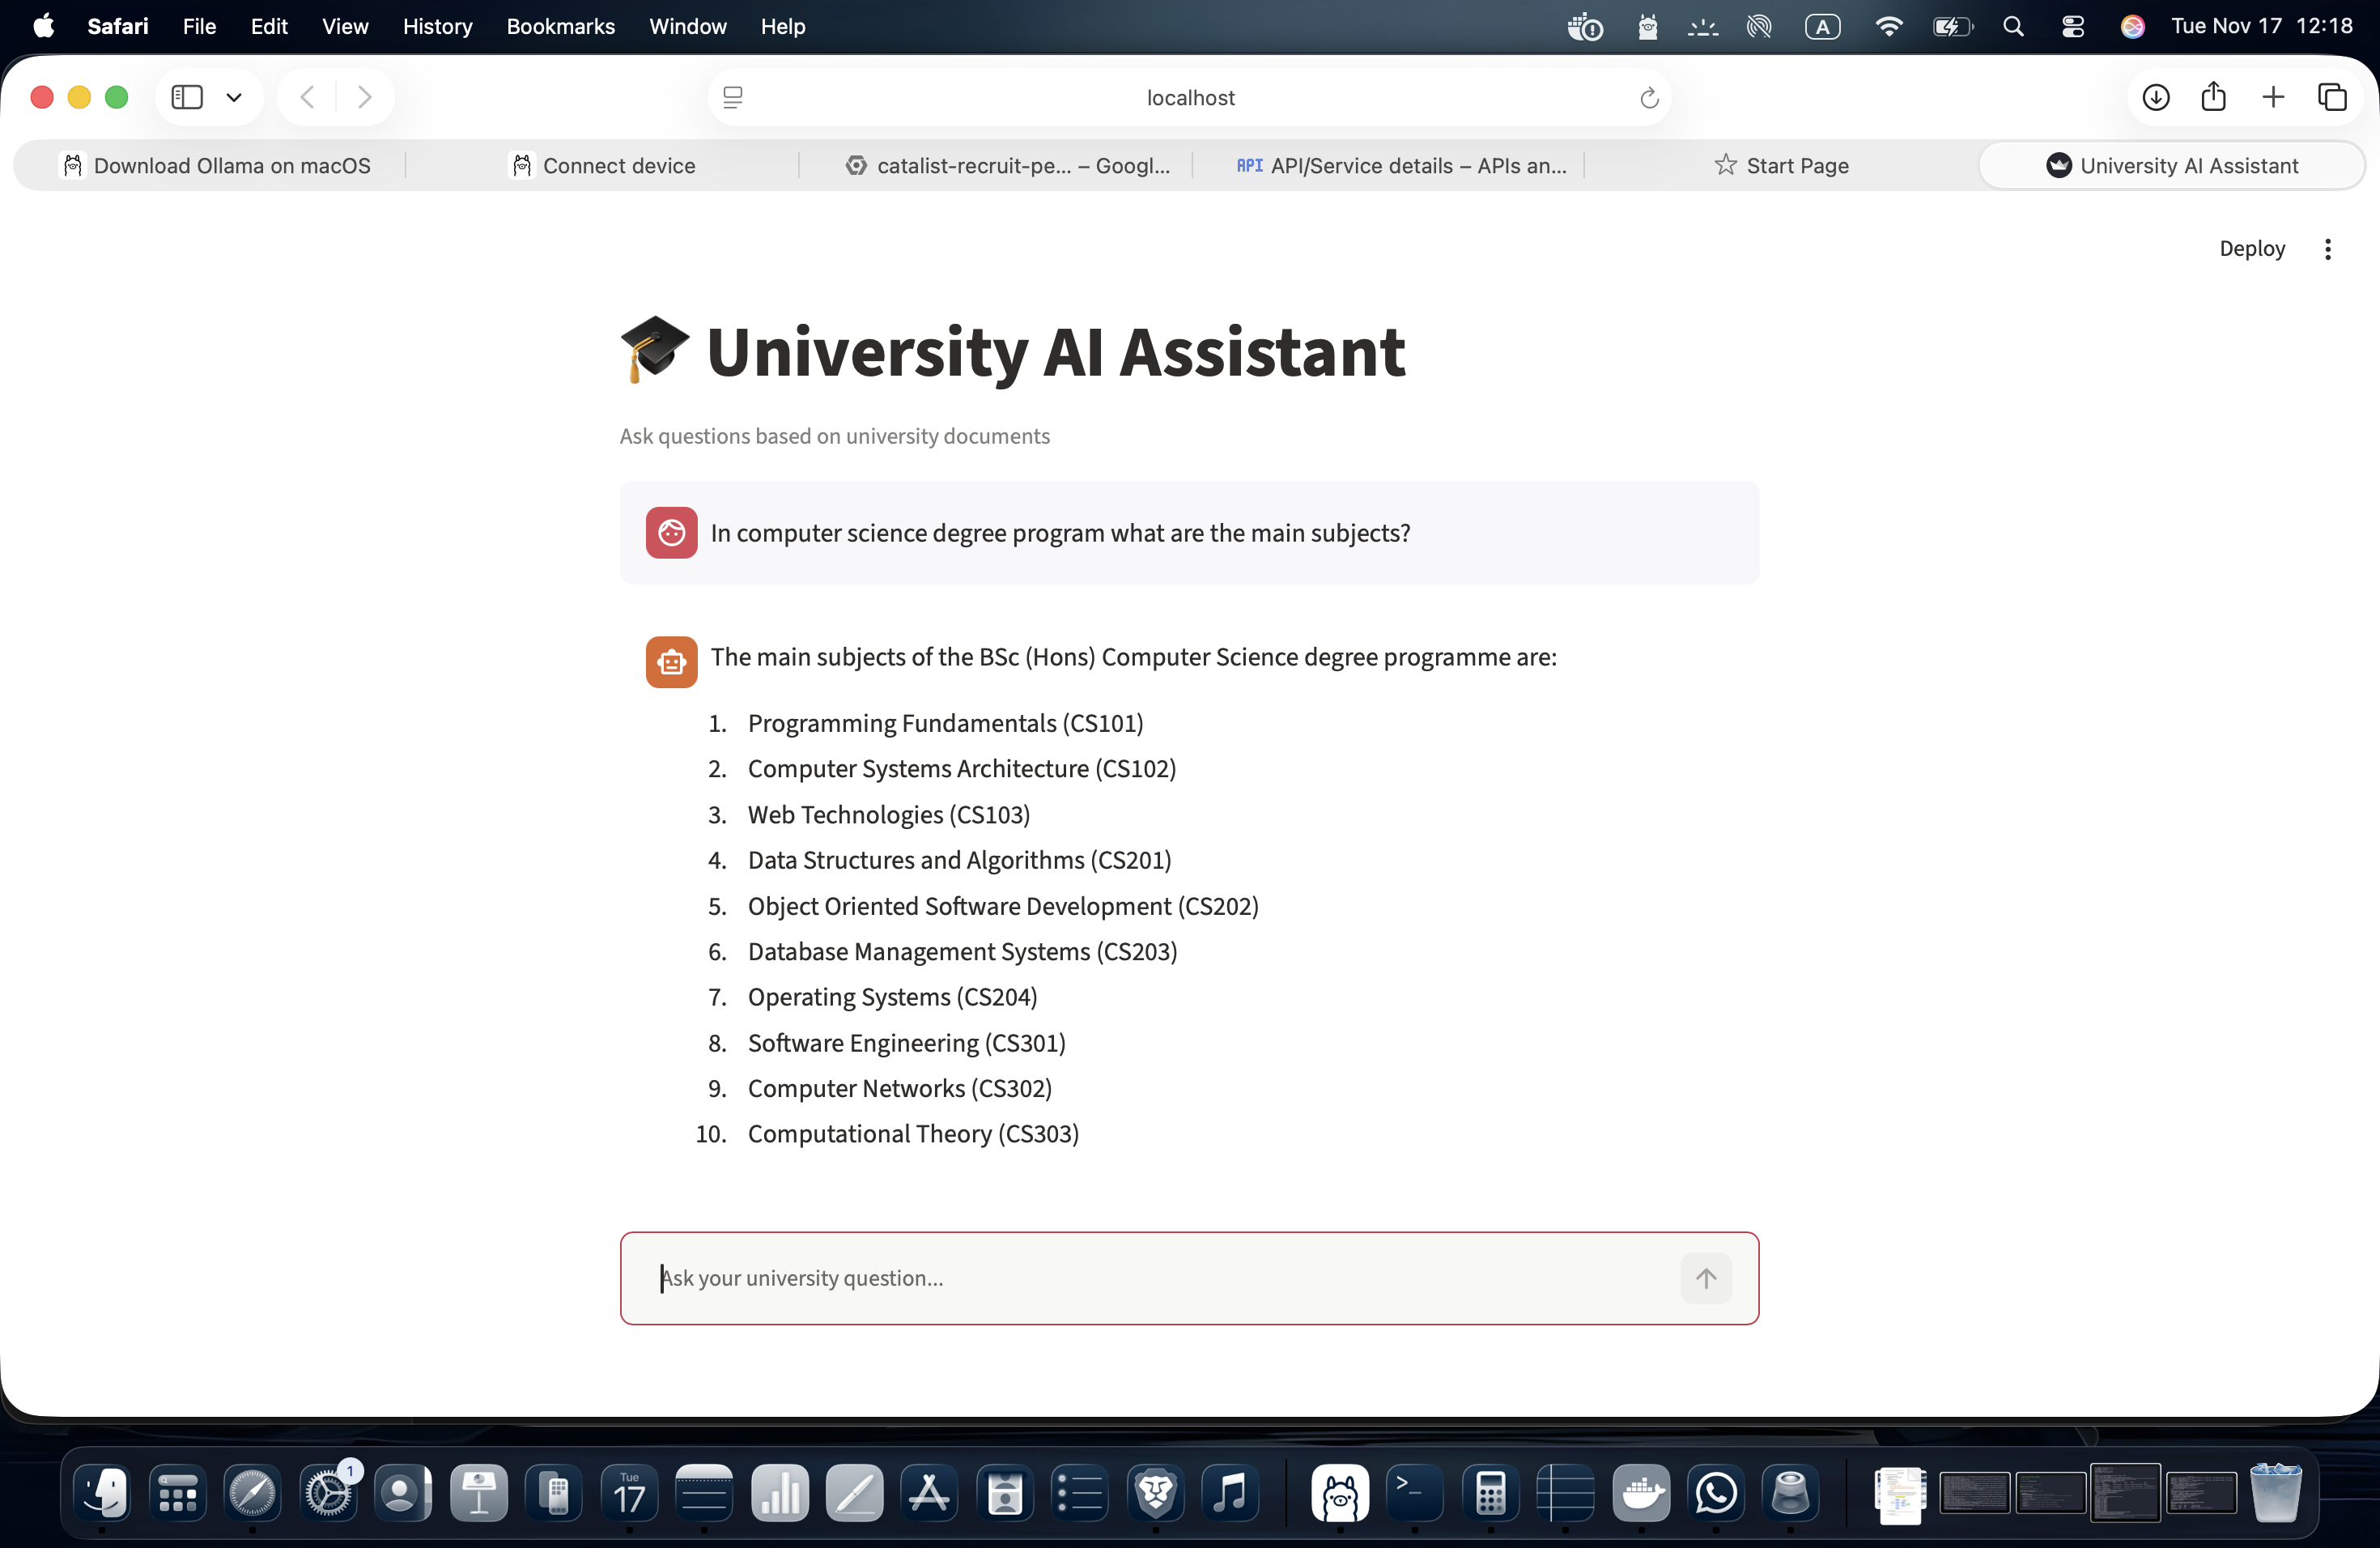 Safari File Edit View History Bookmarks Window Help A Tue Nov 17 12:18
localhost
Download Ollama on macOS Connect device catalist-recruit-pe... – Googl... API API/Service details – APIs an... Start Page University AI Assistant
Deploy
University AI Assistant
Ask questions based on university documents
In computer science degree program what are the main subjects?
The main subjects of the BSc (Hons) Computer Science degree programme are:
1. Programming Fundamentals (CS101)
2. Computer Systems Architecture (CS102)
3. Web Technologies (CS103)
4. Data Structures and Algorithms (CS201)
5. Object Oriented Software Development (CS202)
6. Database Management Systems (CS203)
7. Operating Systems (CS204)
8. Software Engineering (CS301)
9. Computer Networks (CS302)
10. Computational Theory (CS303)
Ask your university question...
1
Tue
17